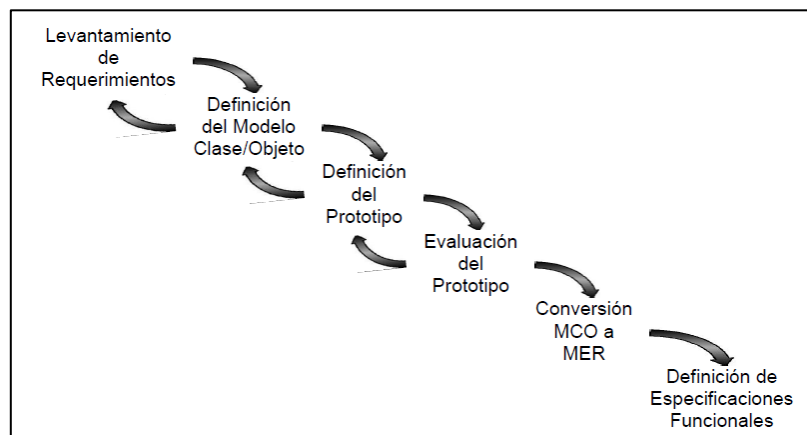 Levantamiento
de
Requerimientos
Definición
del Modelo
Clase/Objeto
Definición
del
Prototipo
Evaluación
del
Prototipo
Conversión
MCO a
MER
Definición de
Especificaciones
Funcionales